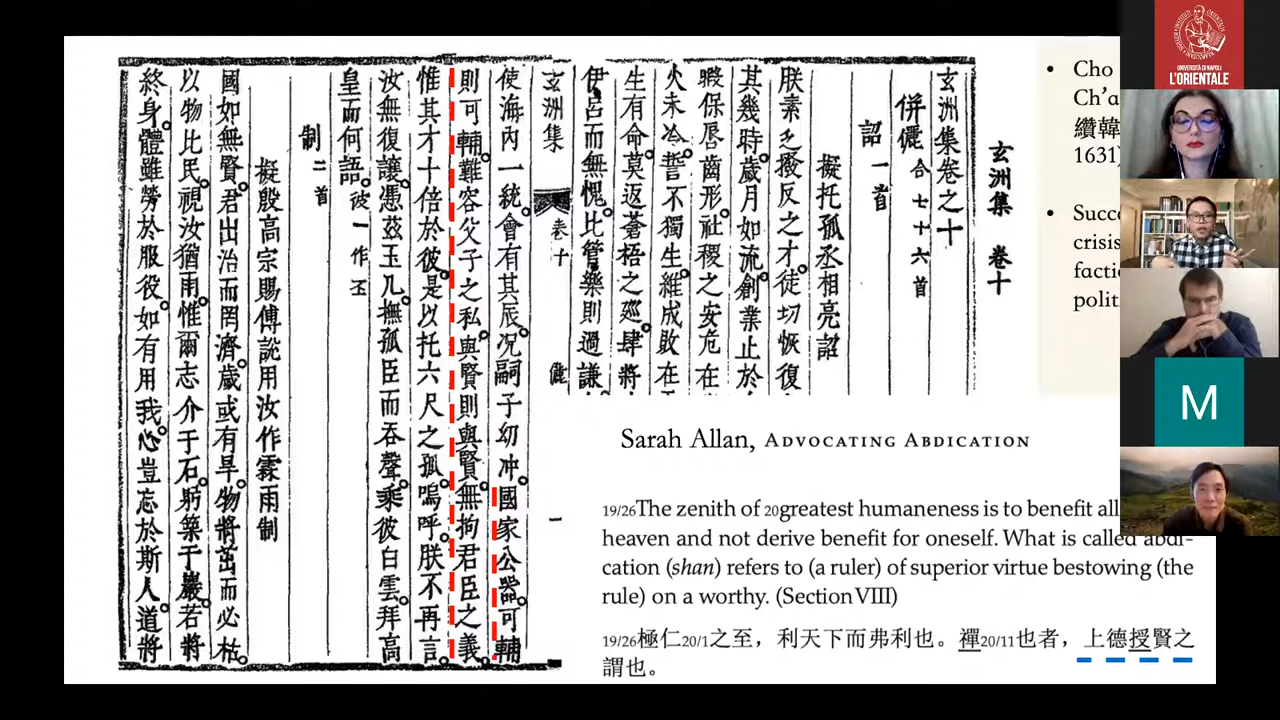 玄洲集 卷十
玄洲集卷之十
併儷 合七十六首
詔 一首
擬托孤丞相亮詔
朕素乏撥反之才徒切恢復
其幾時歲月如流創業止於
保唇齒形社稷之安危在
火未冷誓不獨生維成敗在
生有命莫返蒼梧之巡肆將
伊呂而無愧比管樂則過謙
玄洲集 卷十 儷 一
使海內一統會有其辰况嗣子幼冲國家公器可輔
則可輔難容父子之私與賢則與賢無拘君臣之義
惟其才十倍於彼是以托六尺之孤嗚呼朕不再言
汝無復讓憑茲玉几撫孤臣而吞聲乘彼白雲拜高
皇而何語 彼一作丕
制 二首
擬殷高宗賜傅說用汝作霖雨制
國如無賢君出治而罔濟歲或有旱物將茁而必枯
以物比民視汝猶雨惟爾志介于石躬築于巖若將
終身體雖勞於服役如有用我心豈忘於斯人道將
• Cho
Ch'a
纘韓
1631)
• Succe
crisis
facti
polit
Sarah Allan, ADVOCATING ABDICATION
19/26The zenith of 20greatest humaneness is to benefit all
heaven and not derive benefit for oneself. What is called abdi-
cation (shan) refers to (a ruler) of superior virtue bestowing (the
rule) on a worthy. (Section VIII)
19/26極仁20/1之至，利天下而弗利也。禪20/11也者，上德授賢之
謂也。
UNIVERSITÀ DI NAPOLI
L'ORIENTALE
M